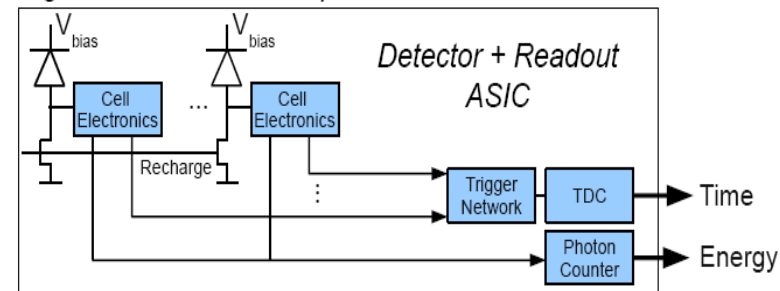 V bias
V bias
Detector + Readout
ASIC
Cell
Electronics
...
Cell
Electronics
Recharge
Trigger
Network
TDC
Time
Photon
Counter
Energy